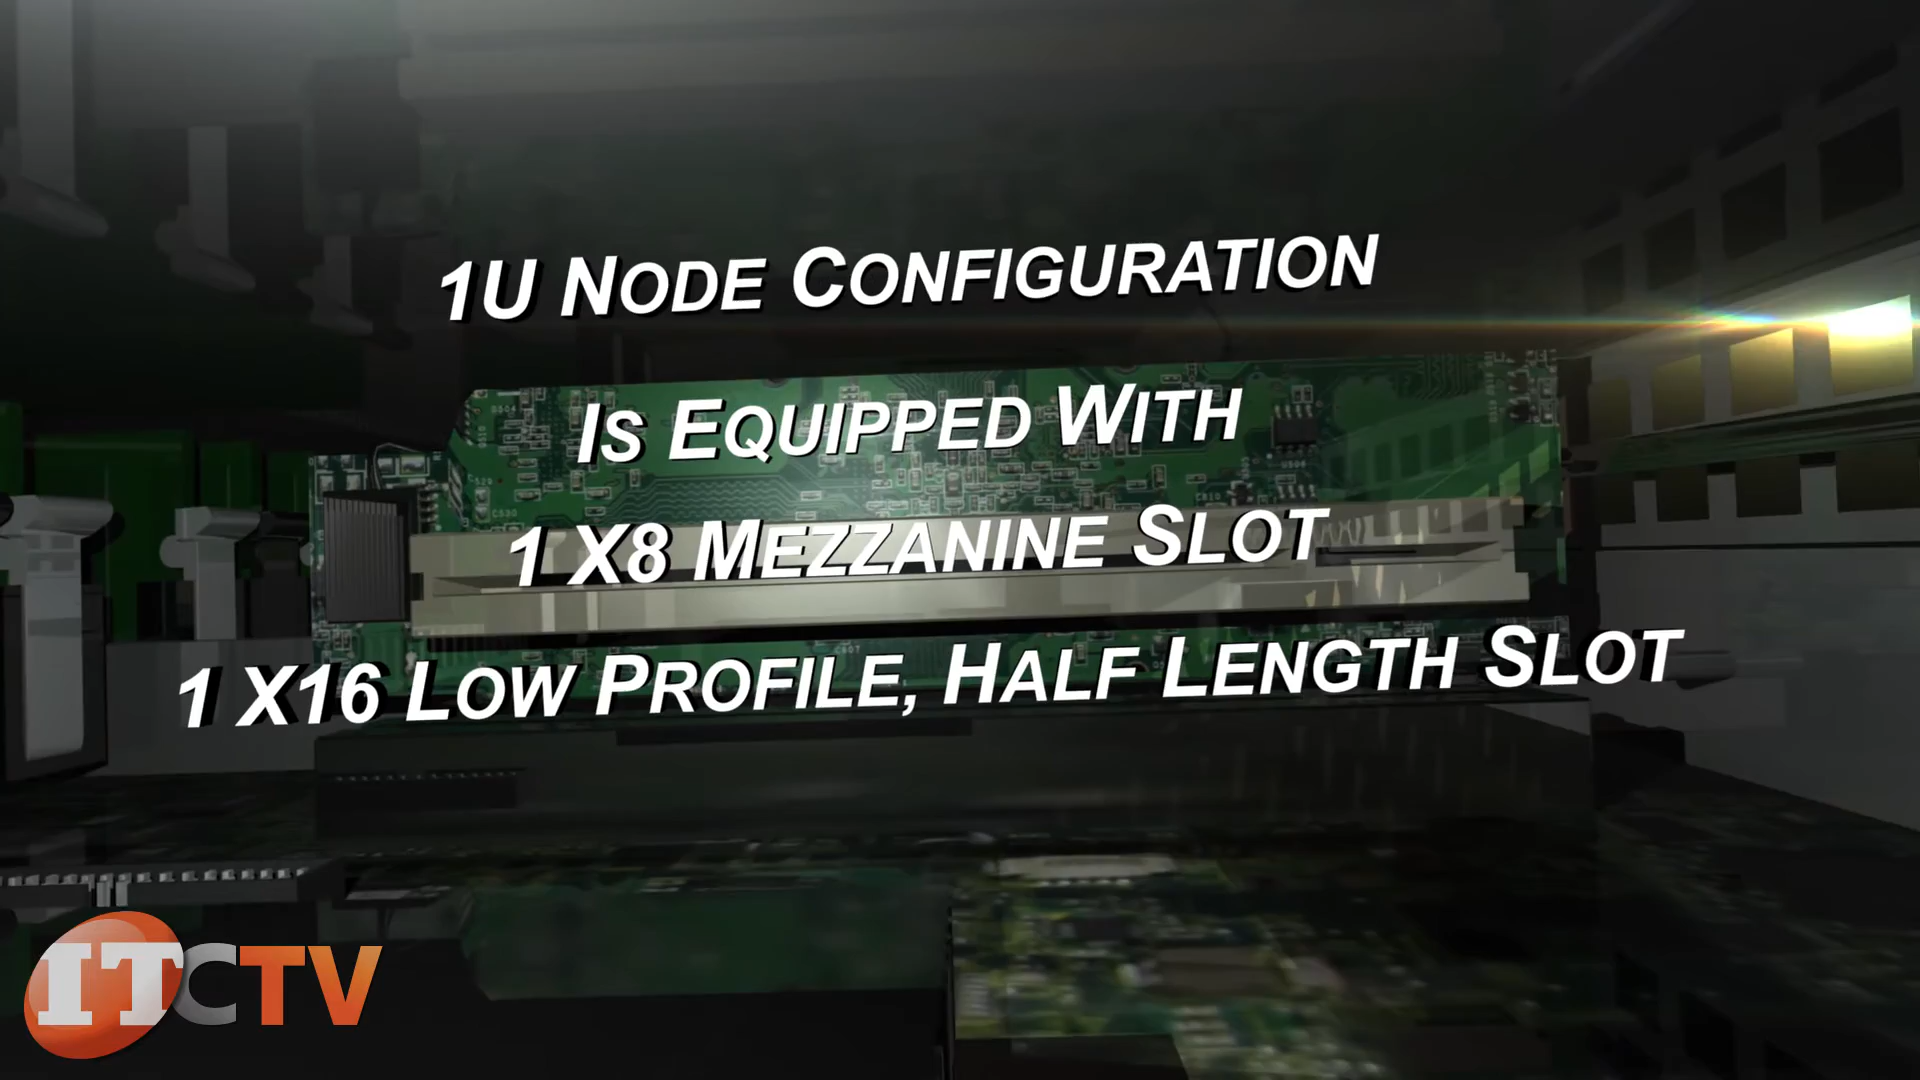 1U NODE CONFIGURATION
IS EQUIPPED WITH
1 X8 MEZZANINE SLOT
1 X16 LOW PROFILE, HALF LENGTH SLOT
ITCTV